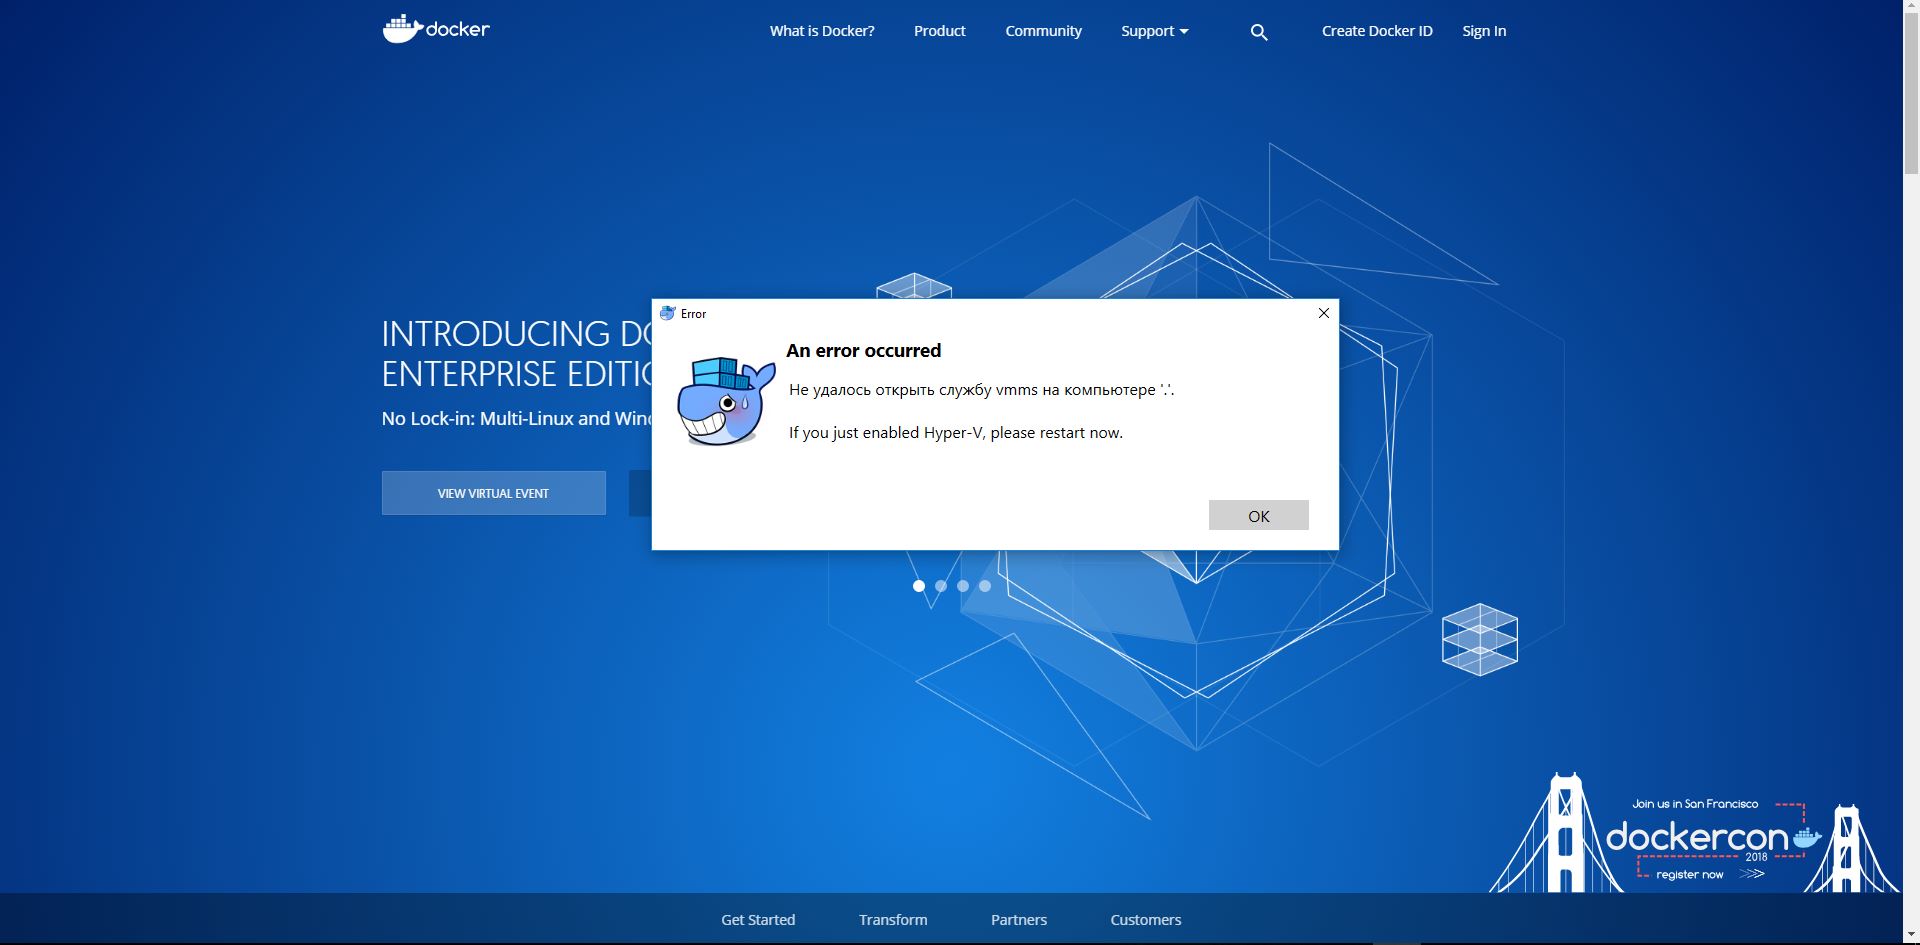 docker
What is Docker?
Product
Community
Support
Create Docker ID
Sign In
INTRODUCING
ENTERPRISE
No Lock-in: Multi-Linux and
VIEW VIRTUAL EVENT
Error
An error occurred
Не удалось открыть службу vmms на компьютере '.'.
If you just enabled Hyper-V, please restart now.
OK
Join us in San Francisco
dockercon
2018
register now
Get Started
Transform
Partners
Customers